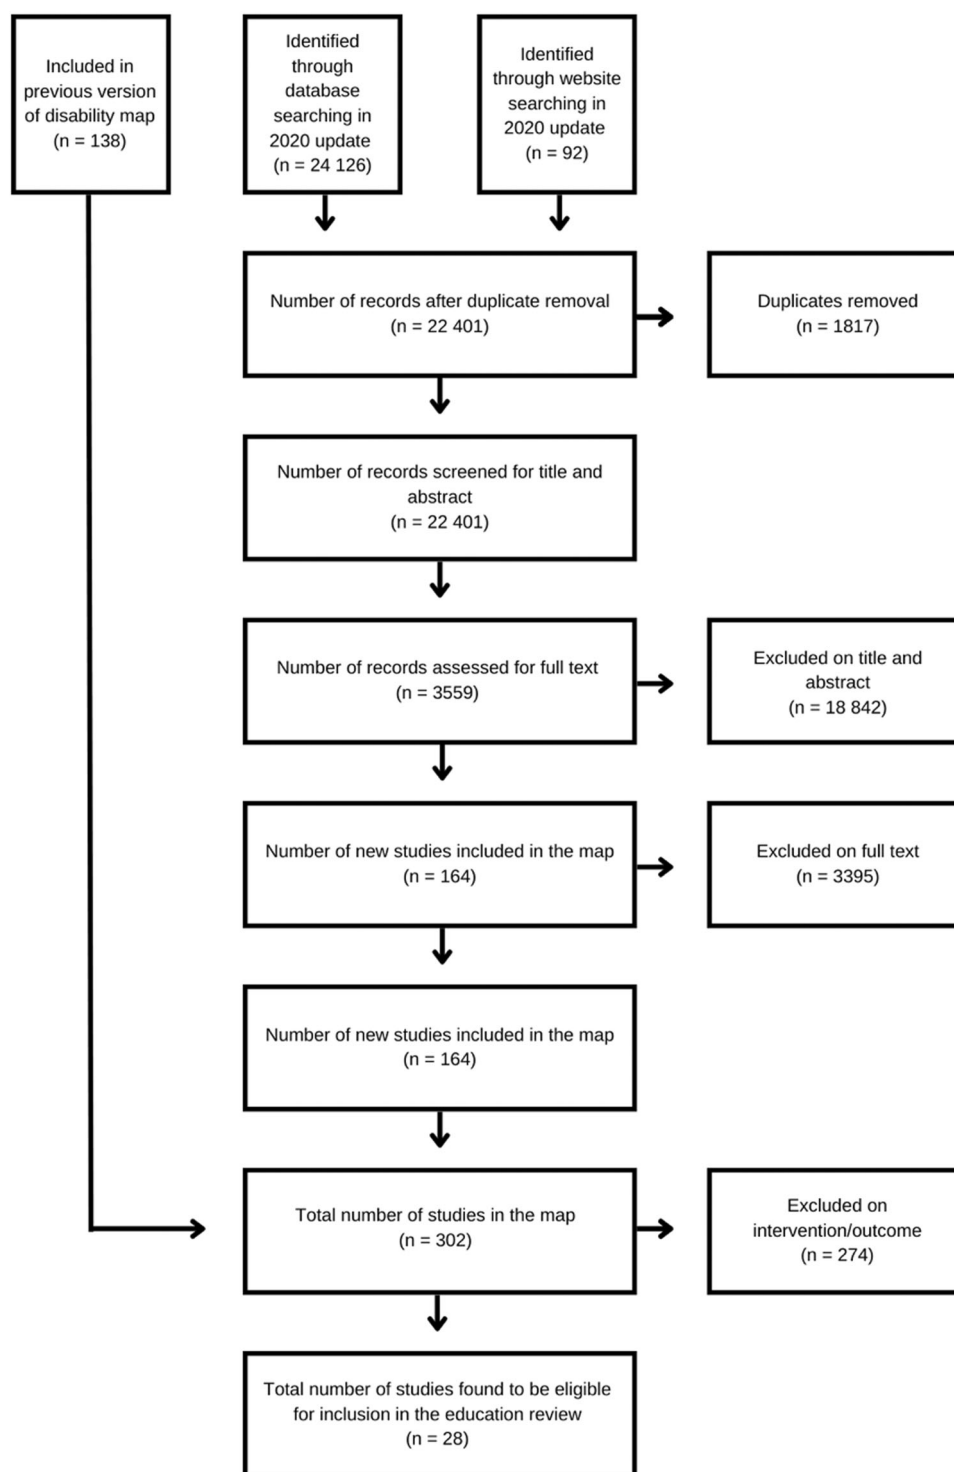 Included in
previous version
of disability map
(n = 138)
Identified
through
database
searching in
2020 update
(n = 24 126)
Identified
through website
searching in
2020 update
(n = 92)
Number of records after duplicate removal
(n = 22 401)
Duplicates removed
(n = 1817)
Number of records screened for title and
abstract
(n = 22 401)
Number of records assessed for full text
(n = 3559)
Excluded on title and
abstract
(n = 18 842)
Number of new studies included in the map
(n = 164)
Excluded on full text
(n = 3395)
Number of new studies included in the map
(n = 164)
Total number of studies in the map
(n = 302)
Excluded on
intervention/outcome
(n = 274)
Total number of studies found to be eligible
for inclusion in the education review
(n = 28)